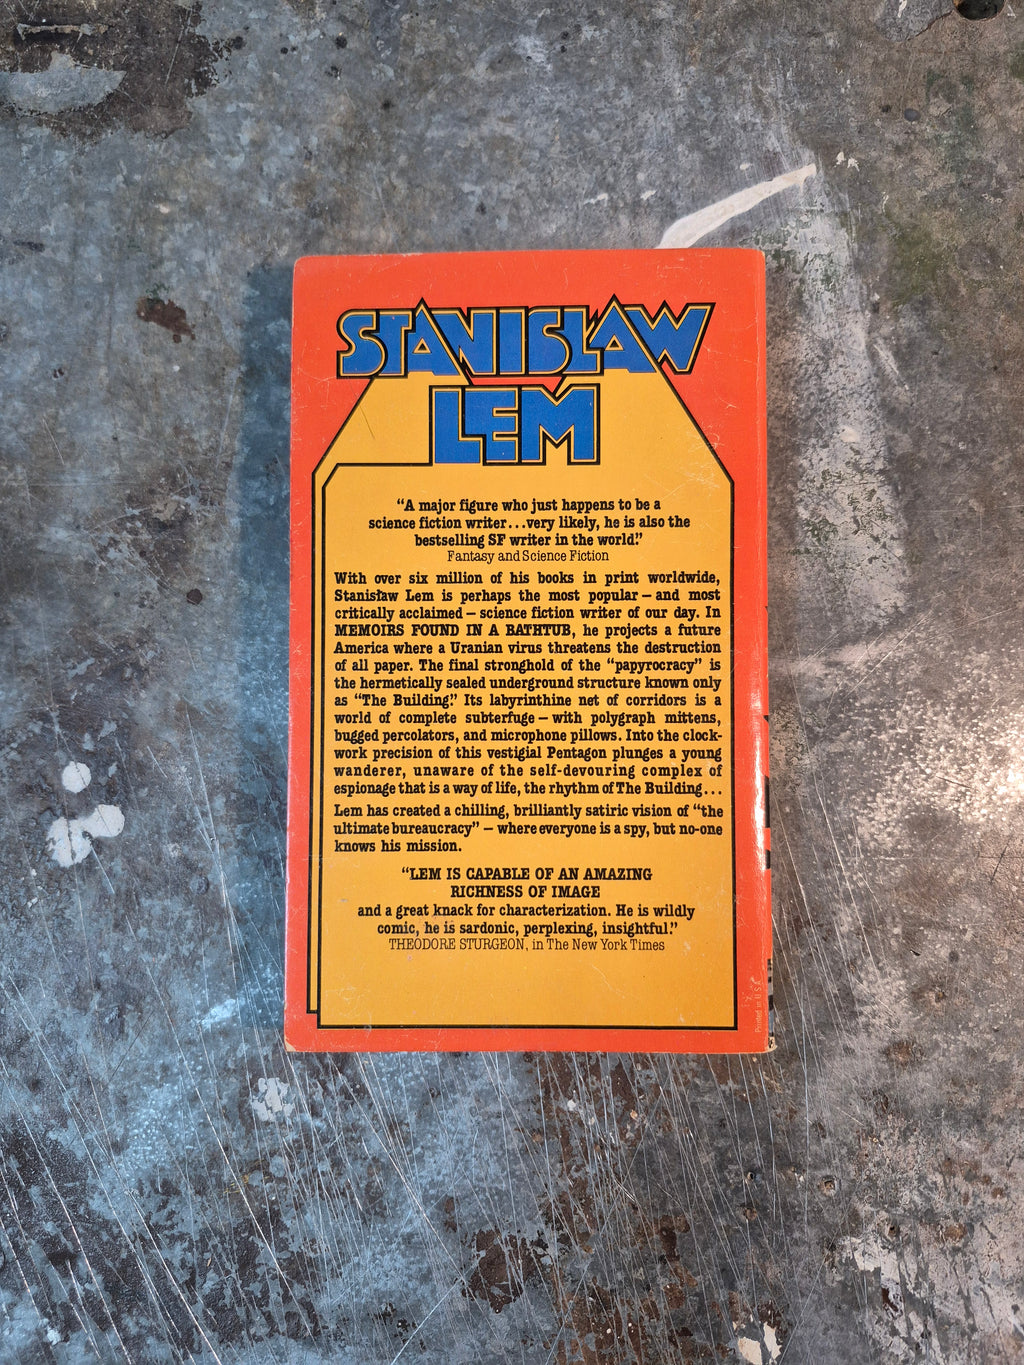 STANISŁAW
LEM
“A major figure who just happens to be a
science fiction writer...very likely, he is also the
bestselling SF writer in the world.”
Fantasy and Science Fiction
With over six million of his books in print worldwide,
Stanisław Lem is perhaps the most popular – and most
critically acclaimed – science fiction writer of our day. In
MEMOIRS FOUND IN A BATHTUB, he projects a future
America where a Uranian virus threatens the destruction
of all paper. The final stronghold of the “papyrocracy” is
the hermetically sealed underground structure known only
as “The Building.” Its labyrinthine net of corridors is a
world of complete subterfuge – with polygraph mittens,
bugged percolators, and microphone pillows. Into the clock-
work precision of this vestigial Pentagon plunges a young
wanderer, unaware of the self-devouring complex of
espionage that is a way of life, the rhythm of The Building...
Lem has created a chilling, brilliantly satiric vision of “the
ultimate bureaucracy” – where everyone is a spy, but no-one
knows his mission.
“LEM IS CAPABLE OF AN AMAZING
RICHNESS OF IMAGE
and a great knack for characterization. He is wildly
comic, he is sardonic, perplexing, insightful.”
THEODORE STURGEON, in The New York Times
Printed in U.S.A.